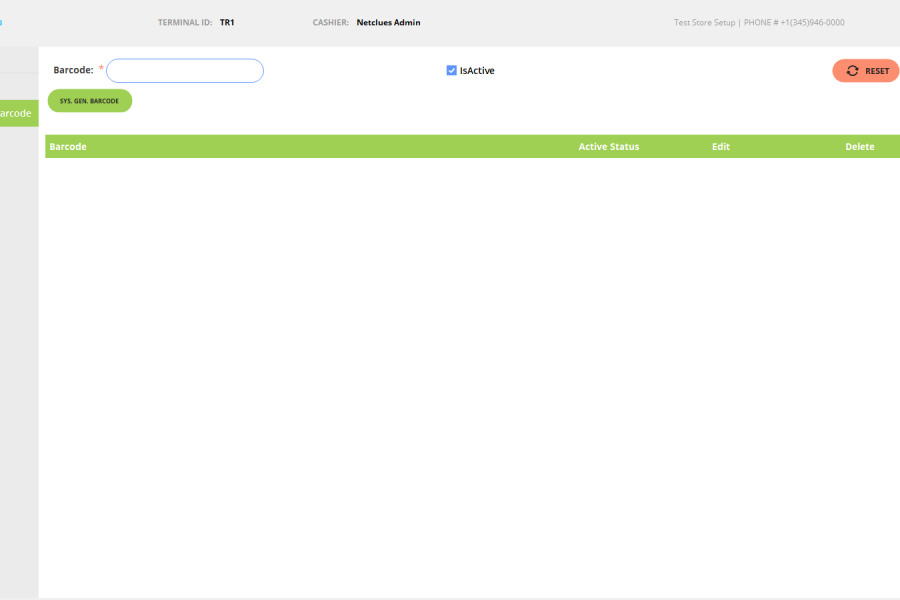 TERMINAL ID: TR1 CASHIER: Netclues Admin Test Store Setup | PHONE # +1(345)946-0000
Barcode: * IsActive RESET
SYS. GEN. BARCODE
arcode
Barcode Active Status Edit Delete